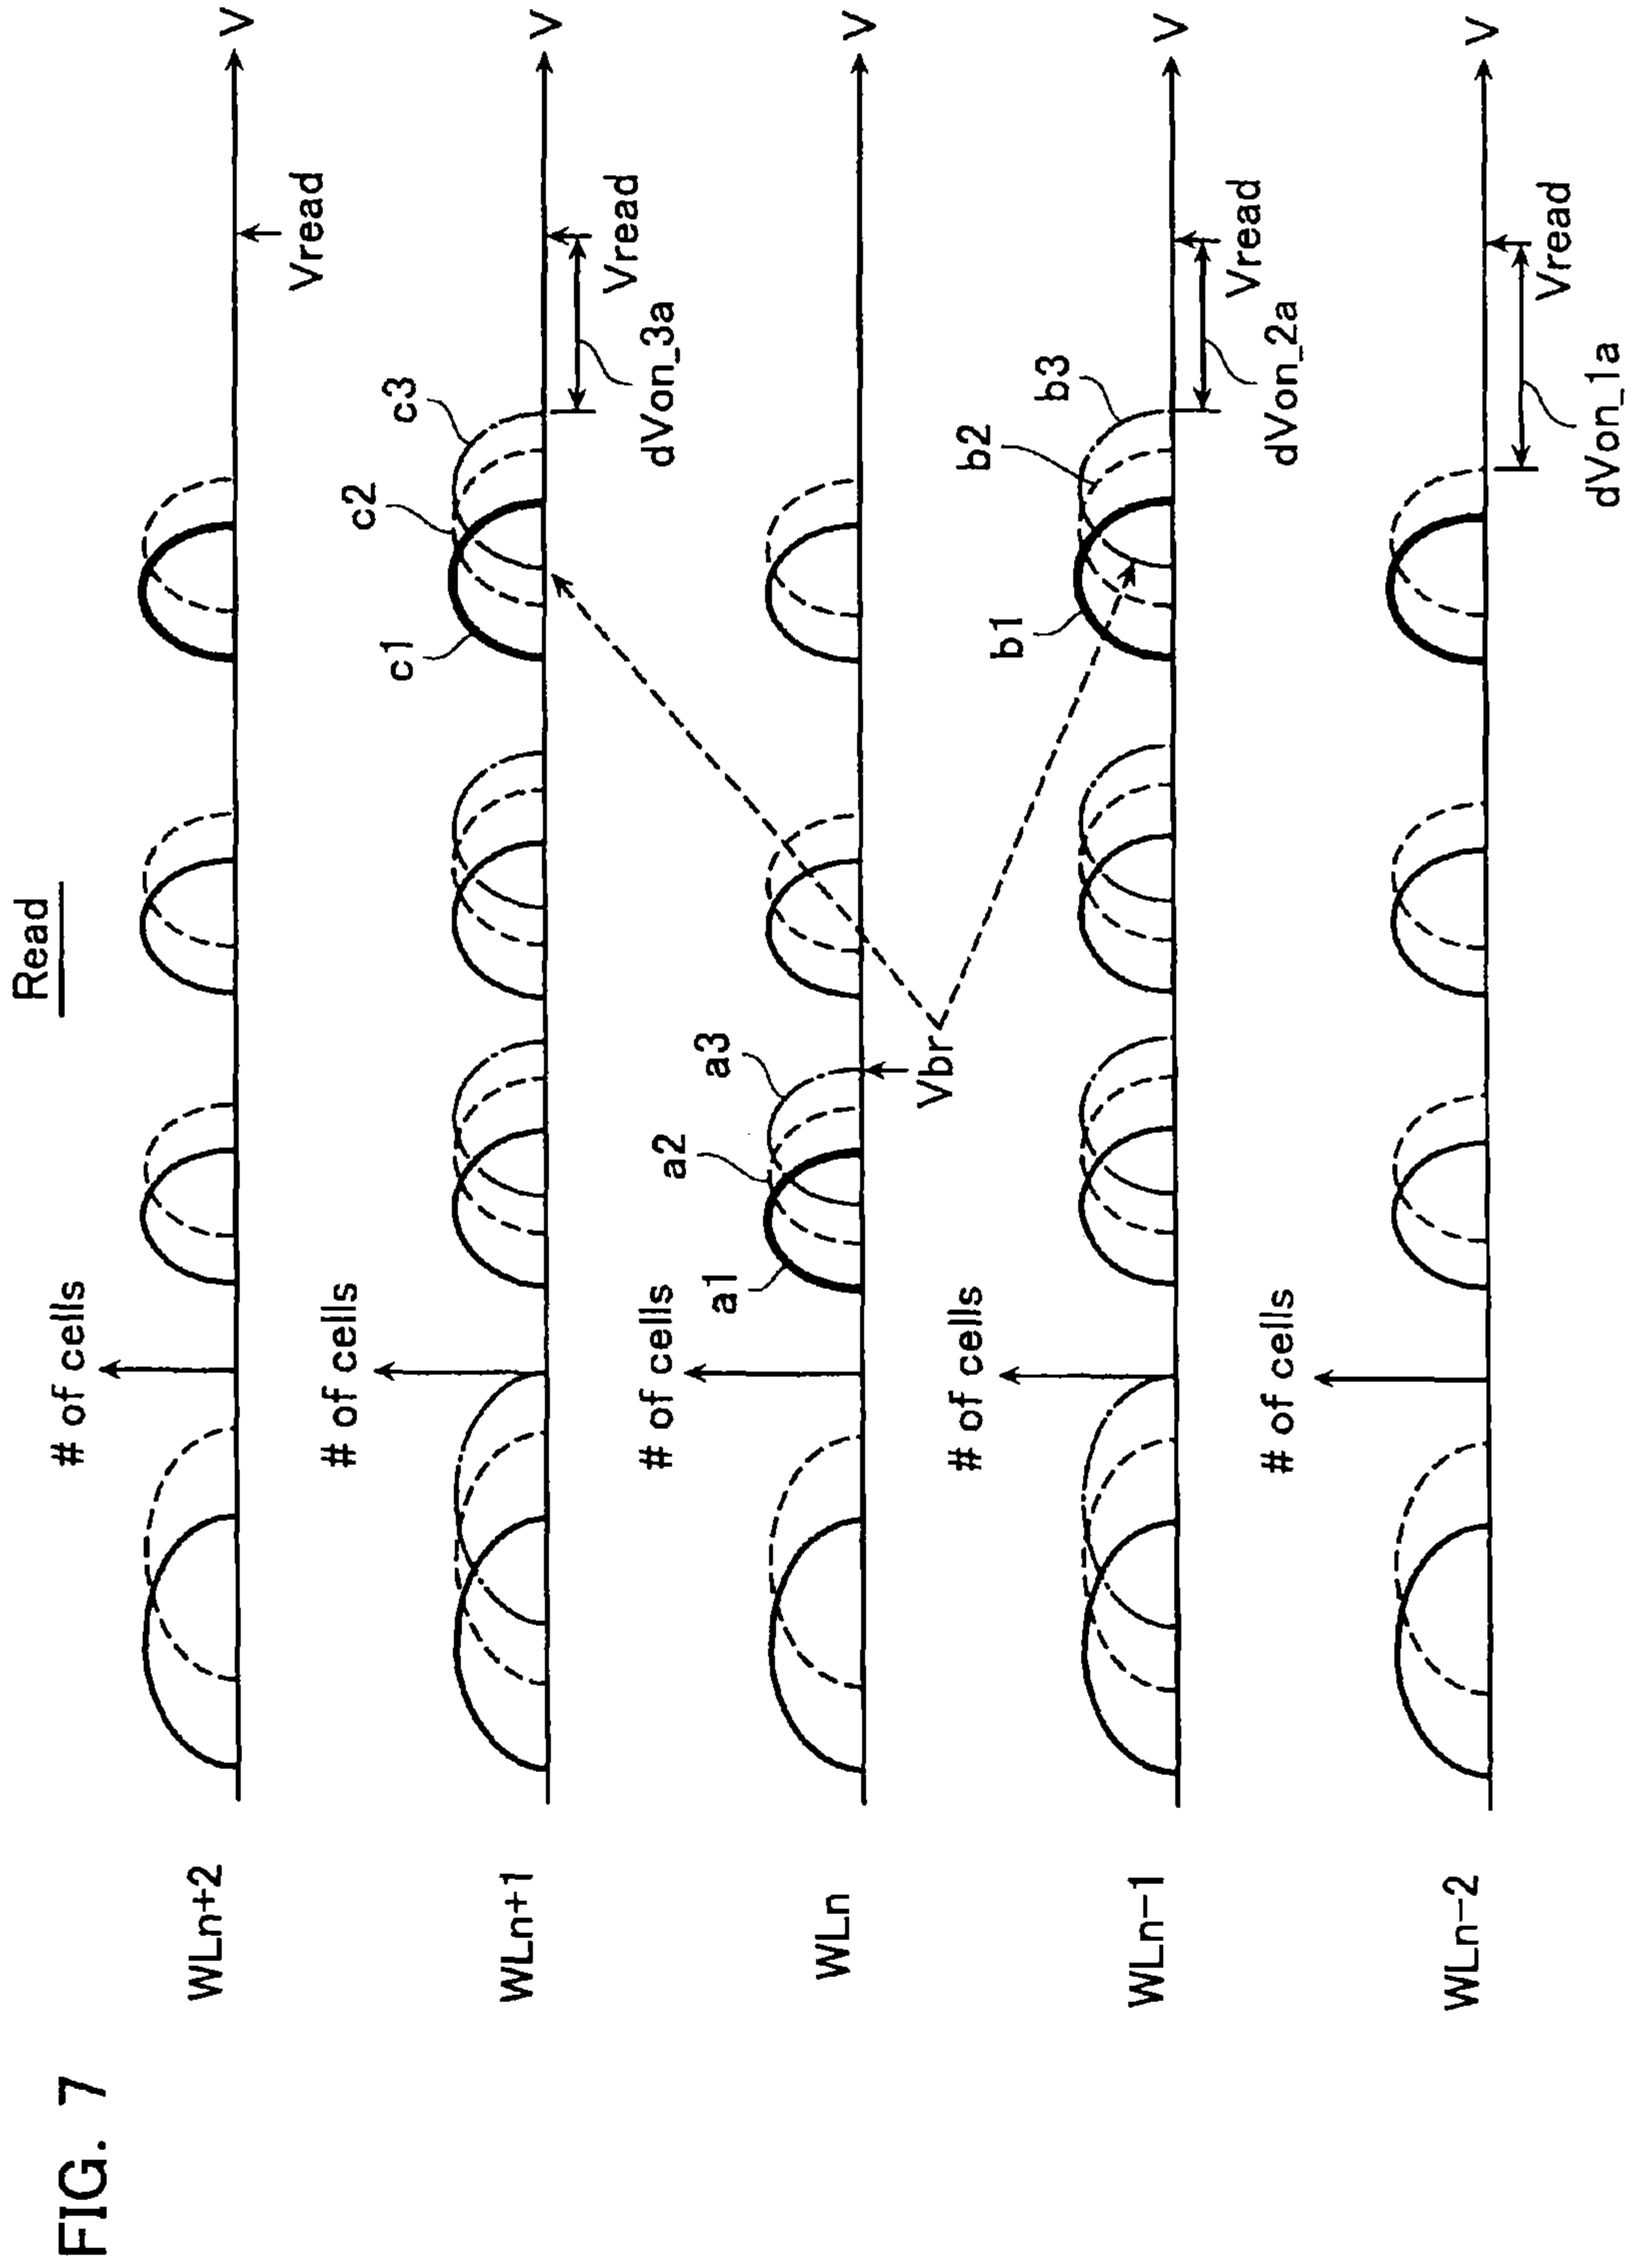 FIG. 7
Read
WLn+2
# of cells
Vread
V
WLn+1
# of cells
c1
c2
c3
dVon_3a
Vread
V
WLn
# of cells
a1
a2
a3
Vbr
V
WLn-1
# of cells
b1
b2
b3
dVon_2a
Vread
V
WLn-2
# of cells
dVon_1a
Vread
V